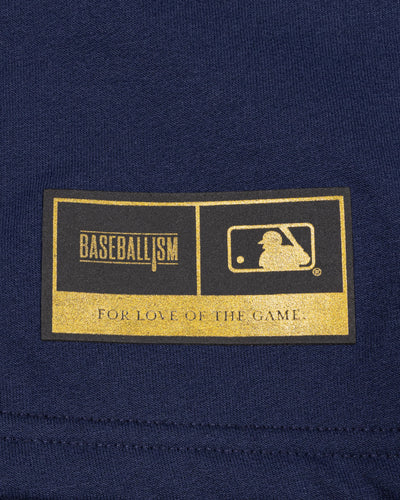 BASEBALLISM
®
FOR LOVE OF THE GAME.